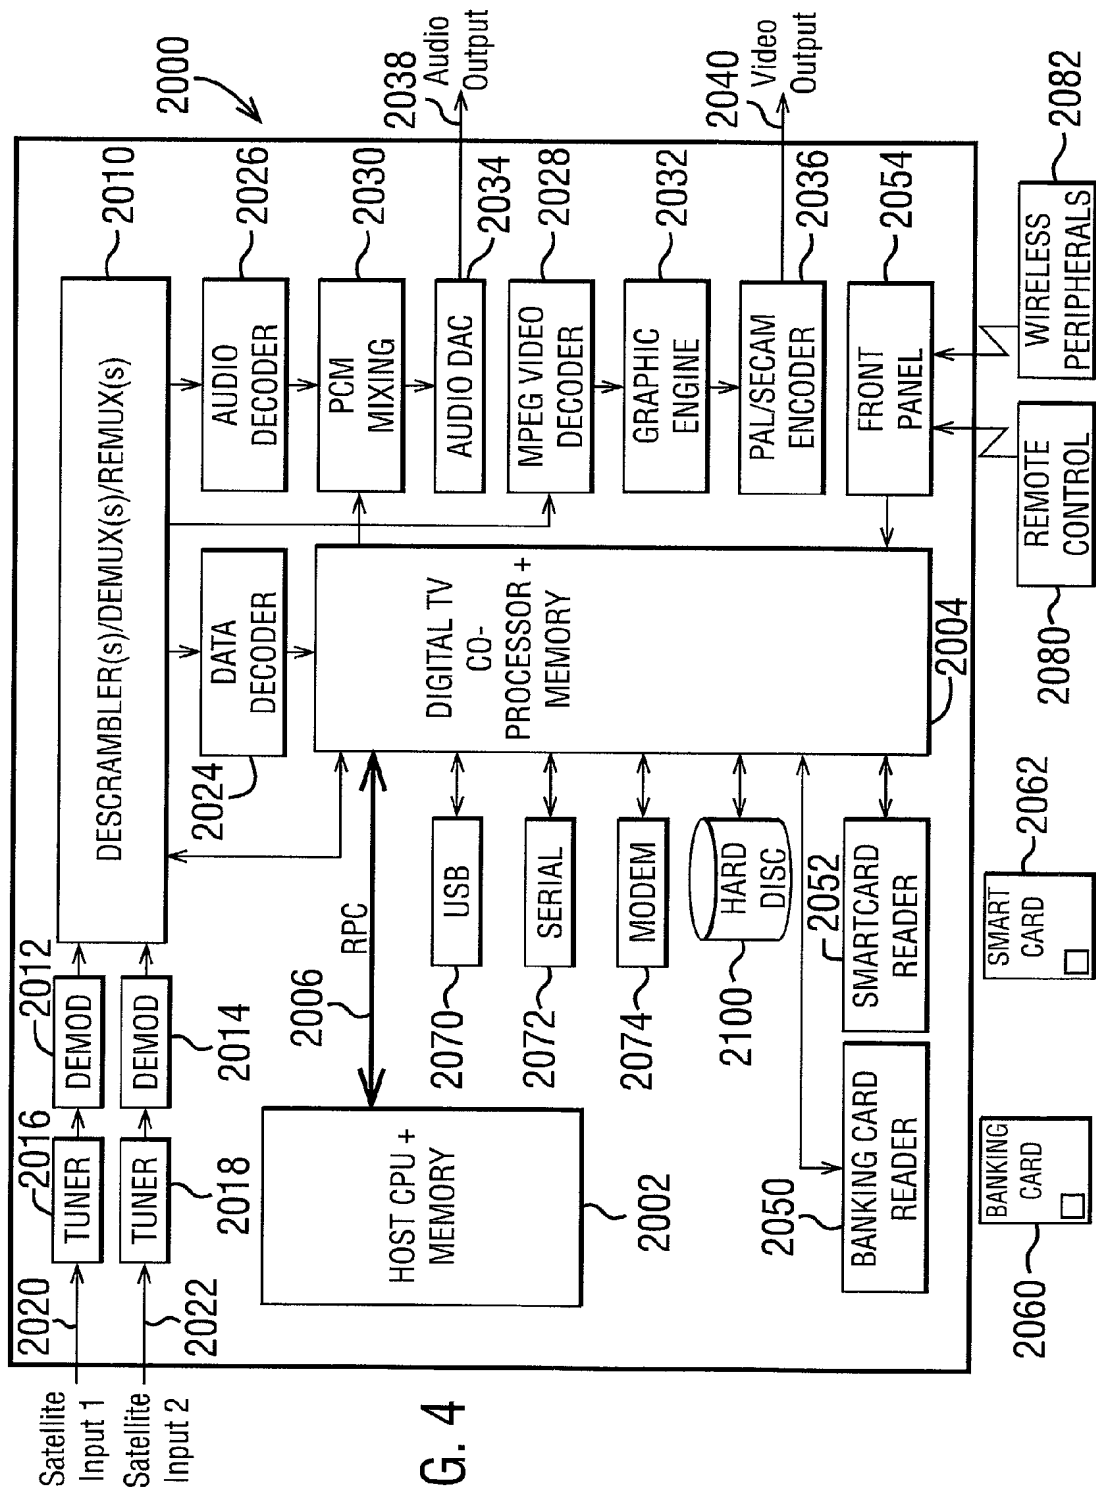 2000
2010
2026
2030
2038
Audio
Output
2034
2028
2032
2040
Video
Output
2036
2054
2082
DESCRAMBLER(s)/DEMUX(s)/REMUX(s)
AUDIO
DECODER
PCM
MIXING
AUDIO DAC
MPEG VIDEO
DECODER
GRAPHIC
ENGINE
PAL/SECAM
ENCODER
FRONT
PANEL
WIRELESS
PERIPHERALS
REMOTE
CONTROL
2080
DATA
DECODER
2024
DIGITAL TV
CO-
PROCESSOR +
MEMORY
2004
2012
DEMOD
DEMOD
2014
2006
RPC
USB
2070
SERIAL
2072
MODEM
2074
HARD
DISC
2100
2052
SMARTCARD
READER
2062
SMART
CARD
2016
TUNER
TUNER
2018
HOST CPU +
MEMORY
2002
2050
BANKING CARD
READER
BANKING
CARD
2060
2020
2022
Satellite
Input 1
Satellite
Input 2
G. 4